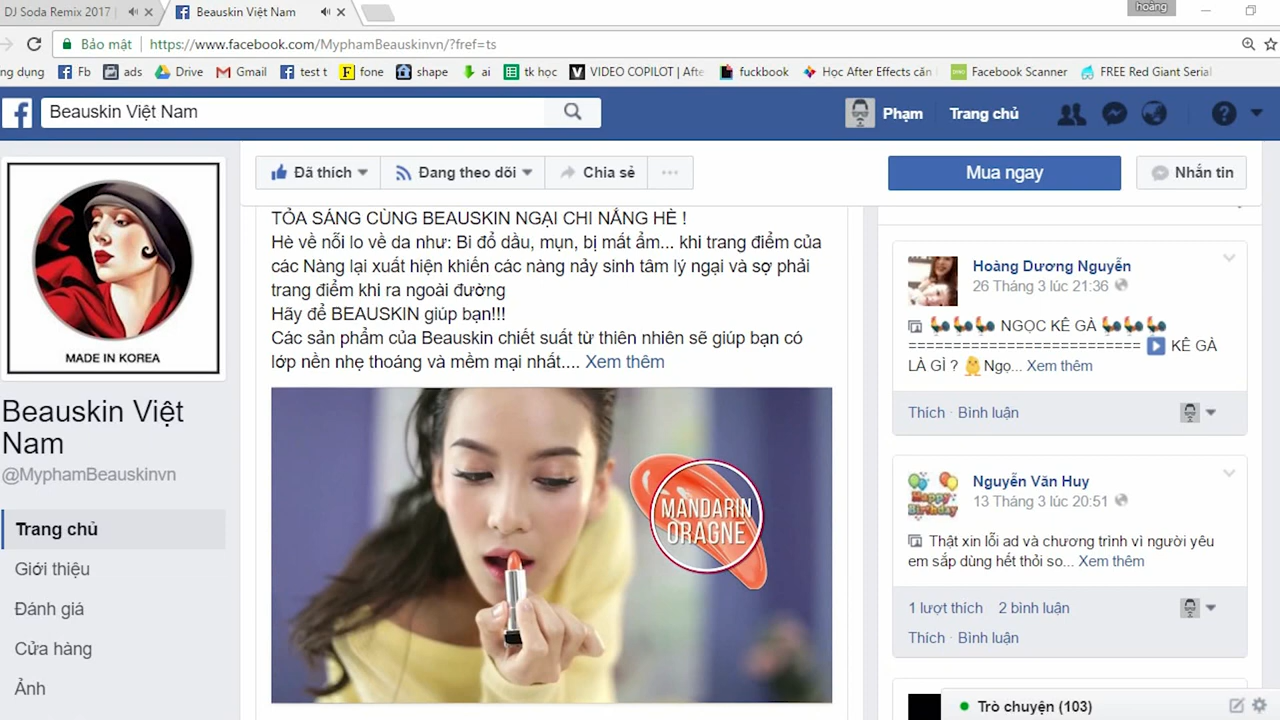 DJ Soda Remix 2017
Beauskin Việt Nam
hoàng
Bảo mật
https://www.facebook.com/MyphamBeauskinvn/?fref=ts
ng dung
Fb
ads
Drive
Gmail
test t
fone
shape
ai
tk học
VIDEO COPILOT | Afte
fuckbook
Học After Effects căn
Facebook Scanner
FREE Red Giant Serial
Beauskin Việt Nam
Phạm
Trang chủ
Đã thích
Đang theo dõi
Chia sẻ
Mua ngay
Nhắn tin
MADE IN KOREA
Beauskin Việt
Nam
@MyphamBeauskinvn
Trang chủ
Giới thiệu
Đánh giá
Cửa hàng
Ảnh
TỎA SÁNG CÙNG BEAUSKIN NGẠI CHI NẮNG HÈ !
Hè về nỗi lo về da như: Bi đổ dầu, mụn, bị mất ẩm... khi trang điểm của
các Nàng lại xuất hiện khiến các nàng nảy sinh tâm lý ngại và sợ phải
trang điểm khi ra ngoài đường
Hãy để BEAUSKIN giúp bạn!!!
Các sản phẩm của Beauskin chiết suất từ thiên nhiên sẽ giúp bạn có
lớp nền nhẹ thoáng và mềm mại nhất.... Xem thêm
MANDARIN
ORAGNE
Hoàng Dương Nguyễn
26 Tháng 3 lúc 21:36
NGỌC KÊ GÀ
========================== KÊ GÀ
LÀ GÌ ? Ngọ... Xem thêm
Thích · Bình luận
Nguyễn Văn Huy
13 Tháng 3 lúc 20:51
Thật xin lỗi ad và chương trình vì người yêu
em sắp dùng hết thỏi so... Xem thêm
1 lượt thích 2 bình luận
Thích · Bình luận
Trò chuyện (103)